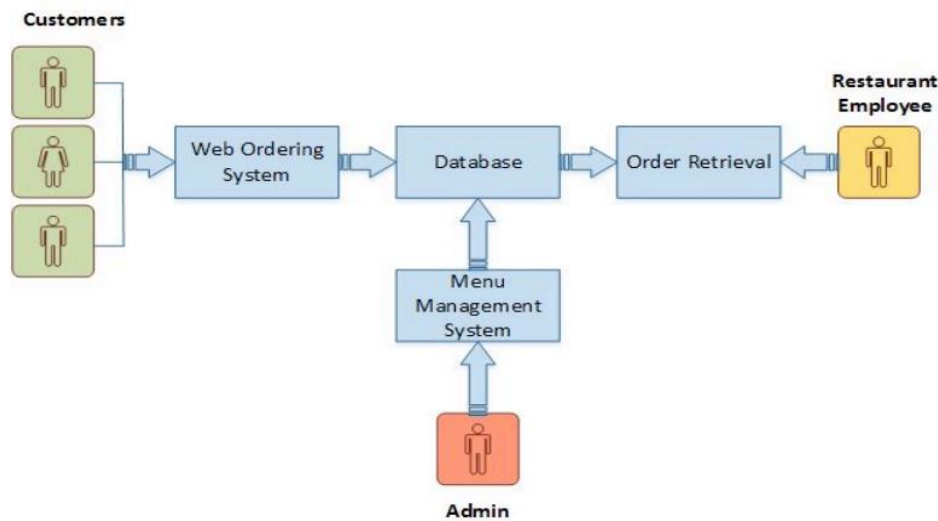 Customers
Restaurant
Employee
Web Ordering
System
Database
Order Retrieval
Menu
Management
System
Admin